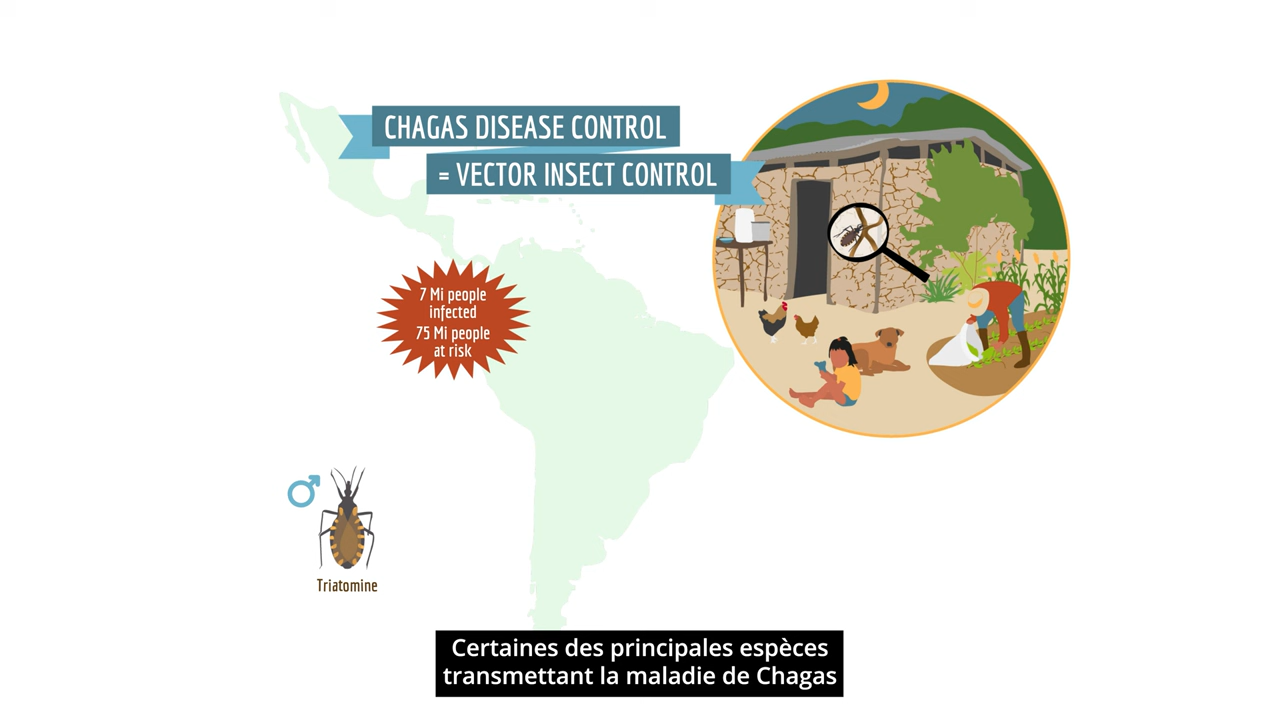 CHAGAS DISEASE CONTROL
= VECTOR INSECT CONTROL
7 Mi people
infected
75 Mi people
at risk
Triatomine
Certaines des principales espèces
transmettant la maladie de Chagas